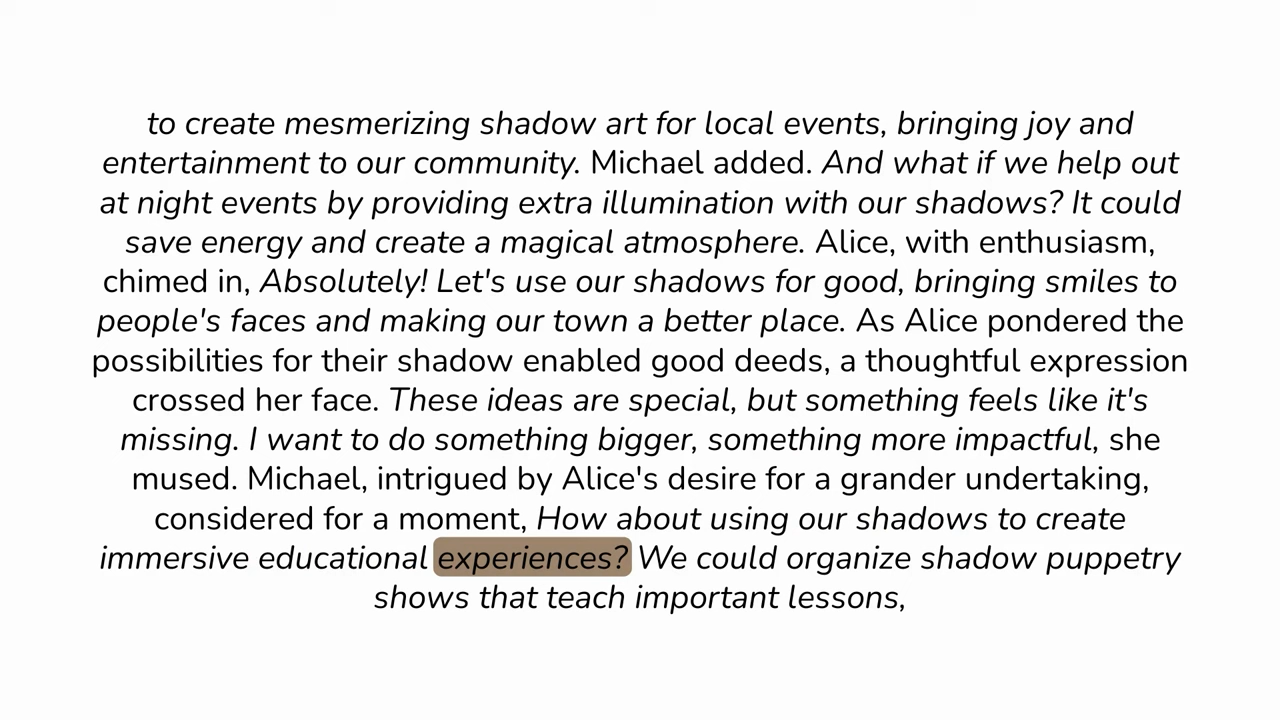 to create mesmerizing shadow art for local events, bringing joy and
entertainment to our community. Michael added. And what if we help out
at night events by providing extra illumination with our shadows? It could
save energy and create a magical atmosphere. Alice, with enthusiasm,
chimed in, Absolutely! Let's use our shadows for good, bringing smiles to
people's faces and making our town a better place. As Alice pondered the
possibilities for their shadow enabled good deeds, a thoughtful expression
crossed her face. These ideas are special, but something feels like it's
missing. I want to do something bigger, something more impactful, she
mused. Michael, intrigued by Alice's desire for a grander undertaking,
considered for a moment, How about using our shadows to create
immersive educational experiences? We could organize shadow puppetry
shows that teach important lessons,